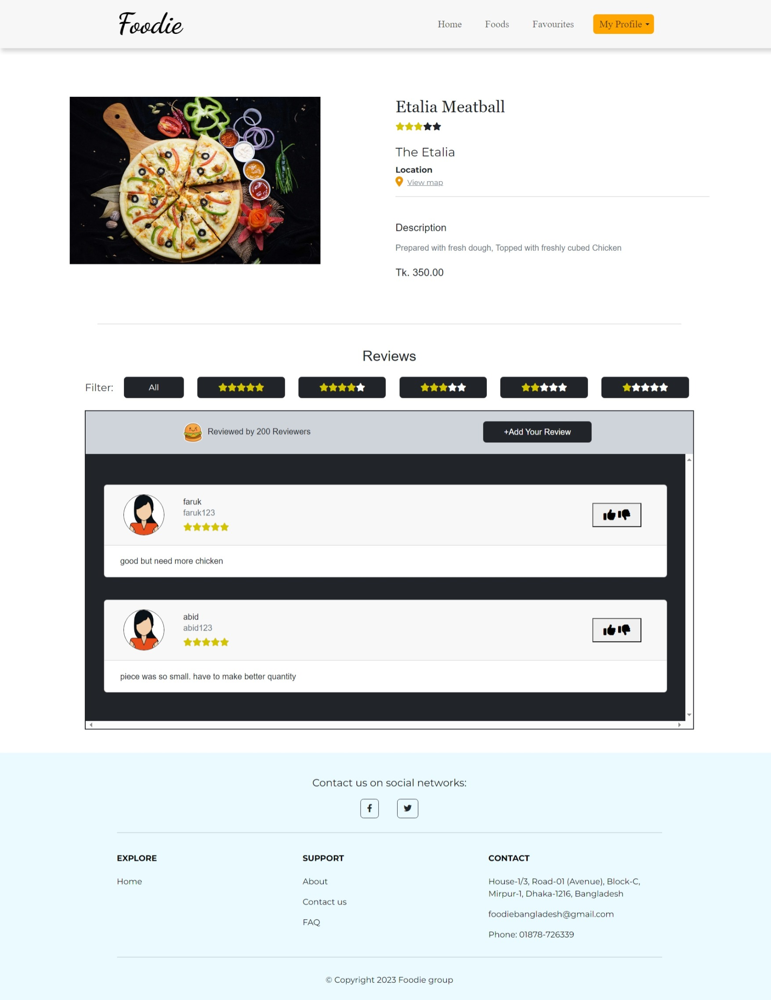 Foodie
Home
Foods
Favourites
My Profile
Etalia Meatball
The Etalia
Location
View map
Description
Prepared with fresh dough, Topped with freshly cubed Chicken
Tk. 350.00
Reviews
Filter:
All
Reviewed by 200 Reviewers
+Add Your Review
faruk
faruk123
good but need more chicken
abid
abid123
piece was so small. have to make better quantity
Contact us on social networks:
EXPLORE
Home
SUPPORT
About
Contact us
FAQ
CONTACT
House-1/3, Road-01 (Avenue), Block-C,
Mirpur-1, Dhaka-1216, Bangladesh
foodiebangladesh@gmail.com
Phone: 01878-726339
© Copyright 2023 Foodie group